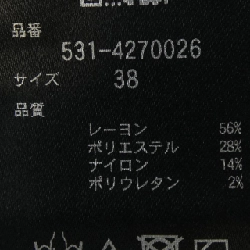 品番
531-4270026
サイズ 38
品質
レーヨン 56%
ポリエステル 28%
ナイロン 14%
ポリウレタン 2%